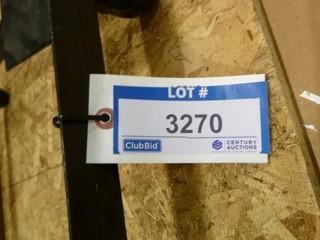 LOT #
3270
ClubBid
CENTURY
AUCTIONS